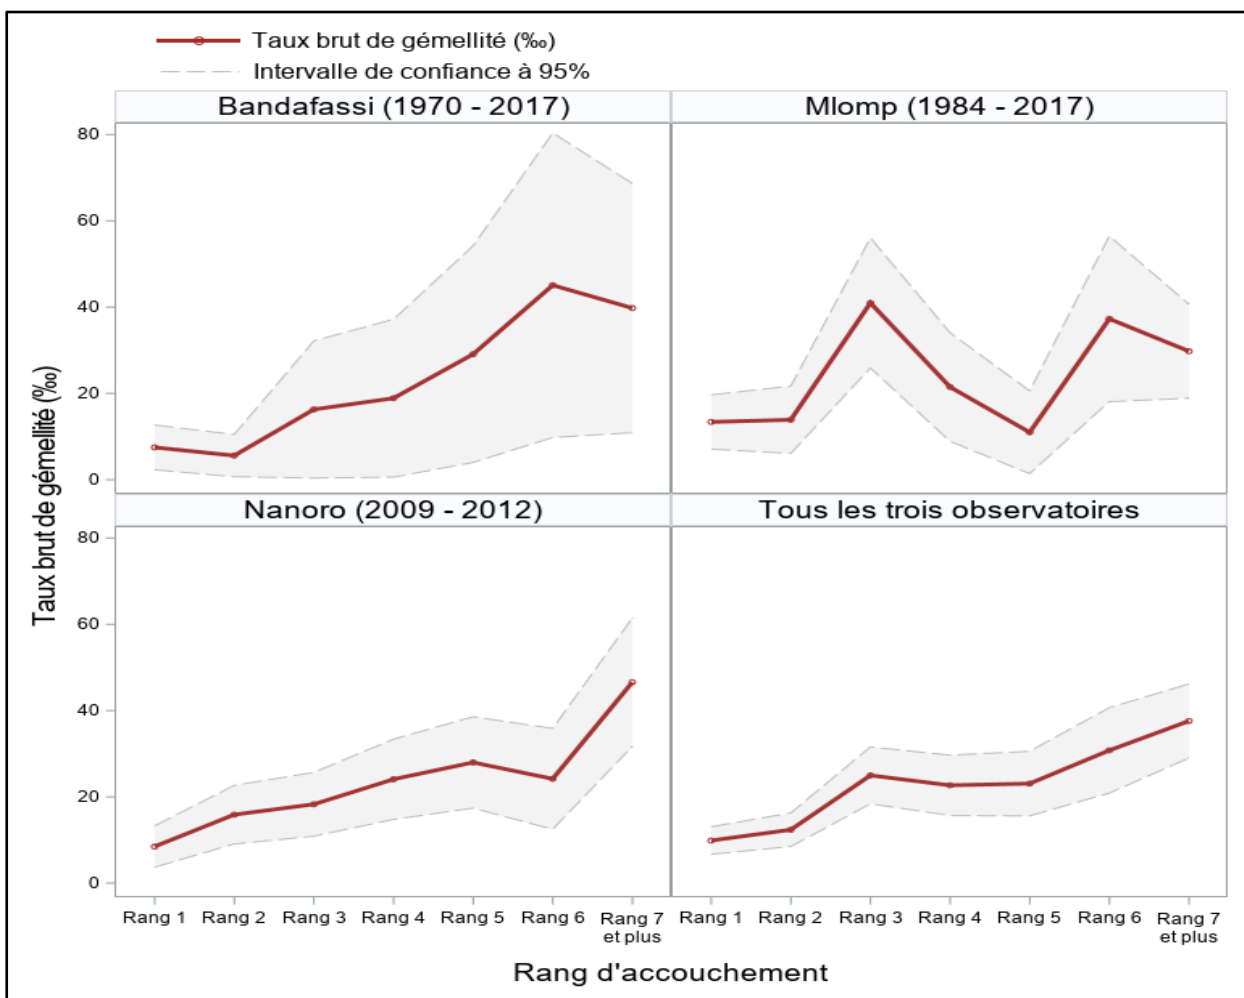 Taux brut de gémellité (‰)
Intervalle de confiance à 95%
Bandafassi (1970 - 2017)
Mlomp (1984 - 2017)
80
60
40
20
0
Nanoro (2009 - 2012)
Tous les trois observatoires
80
60
40
20
0
Taux brut de gémellité (‰)
Rang 1 Rang 2 Rang 3 Rang 4 Rang 5 Rang 6 Rang 7
et plus
Rang 1 Rang 2 Rang 3 Rang 4 Rang 5 Rang 6 Rang 7
et plus
Rang d'accouchement